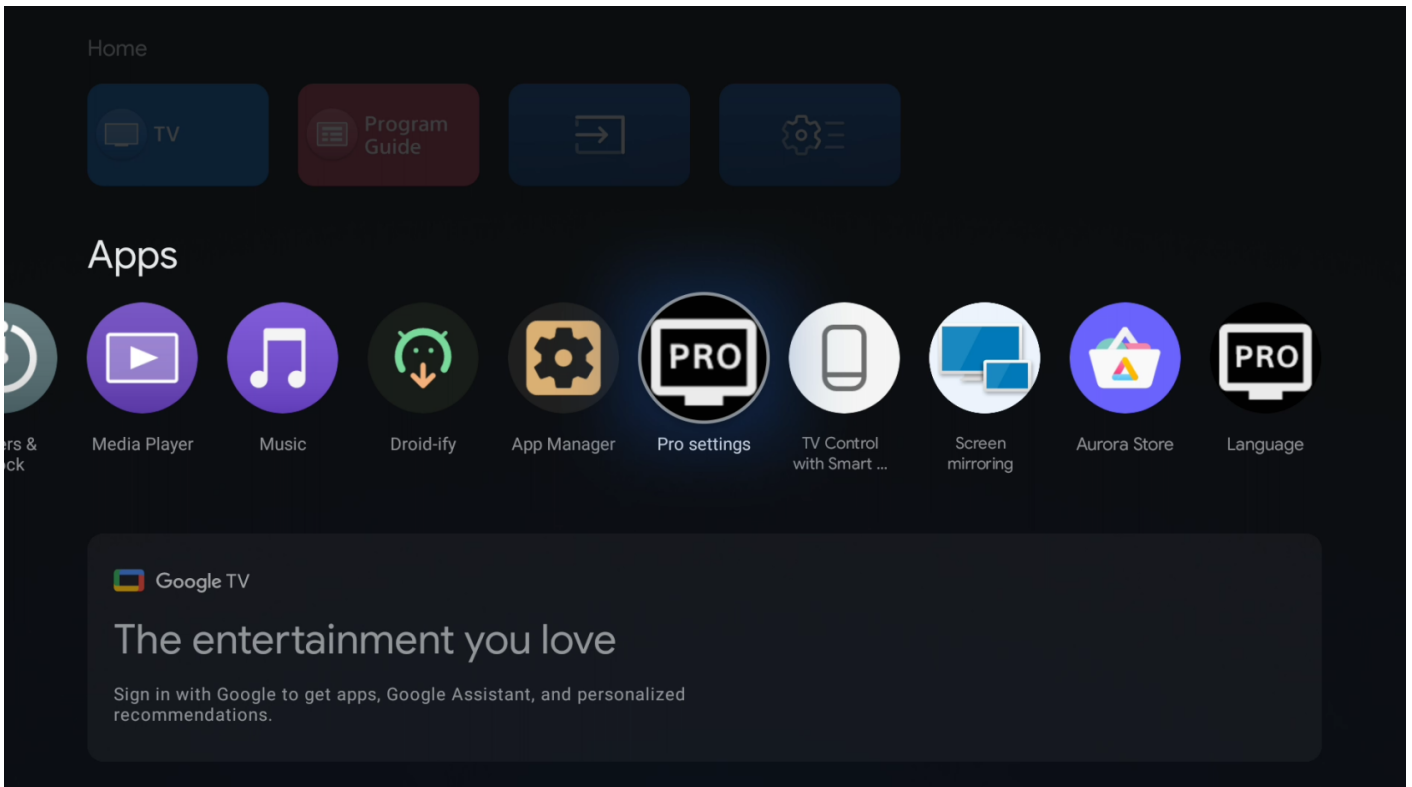 Home
TV
Program
Guide
Apps
PRO
PRO
ers &
ock
Media Player
Music
Droid-ify
App Manager
Pro settings
TV Control
with Smart ...
Screen
mirroring
Aurora Store
Language
Google TV
The entertainment you love
Sign in with Google to get apps, Google Assistant, and personalized
recommendations.